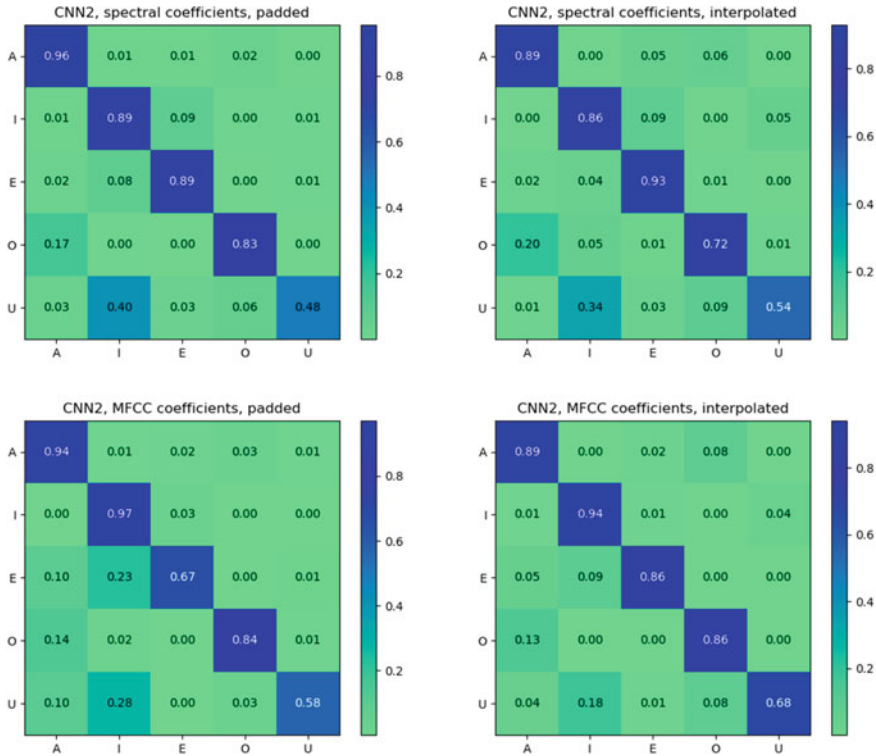 CNN2, spectral coefficients, padded
A 0.96 0.01 0.01 0.02 0.00
I 0.01 0.89 0.09 0.00 0.01
E 0.02 0.08 0.89 0.00 0.01
O 0.17 0.00 0.00 0.83 0.00
U 0.03 0.40 0.03 0.06 0.48
A I E O U
0.8
0.6
0.4
0.2
CNN2, spectral coefficients, interpolated
A 0.89 0.00 0.05 0.06 0.00
I 0.00 0.86 0.09 0.00 0.05
E 0.02 0.04 0.93 0.01 0.00
O 0.20 0.05 0.01 0.72 0.01
U 0.01 0.34 0.03 0.09 0.54
A I E O U
0.8
0.6
0.4
0.2
CNN2, MFCC coefficients, padded
A 0.94 0.01 0.02 0.03 0.01
I 0.00 0.97 0.03 0.00 0.00
E 0.10 0.23 0.67 0.00 0.01
O 0.14 0.02 0.00 0.84 0.01
U 0.10 0.28 0.00 0.03 0.58
A I E O U
0.8
0.6
0.4
0.2
CNN2, MFCC coefficients, interpolated
A 0.89 0.00 0.02 0.08 0.00
I 0.01 0.94 0.01 0.00 0.04
E 0.05 0.09 0.86 0.00 0.00
O 0.13 0.00 0.00 0.86 0.00
U 0.04 0.18 0.01 0.08 0.68
A I E O U
0.8
0.6
0.4
0.2